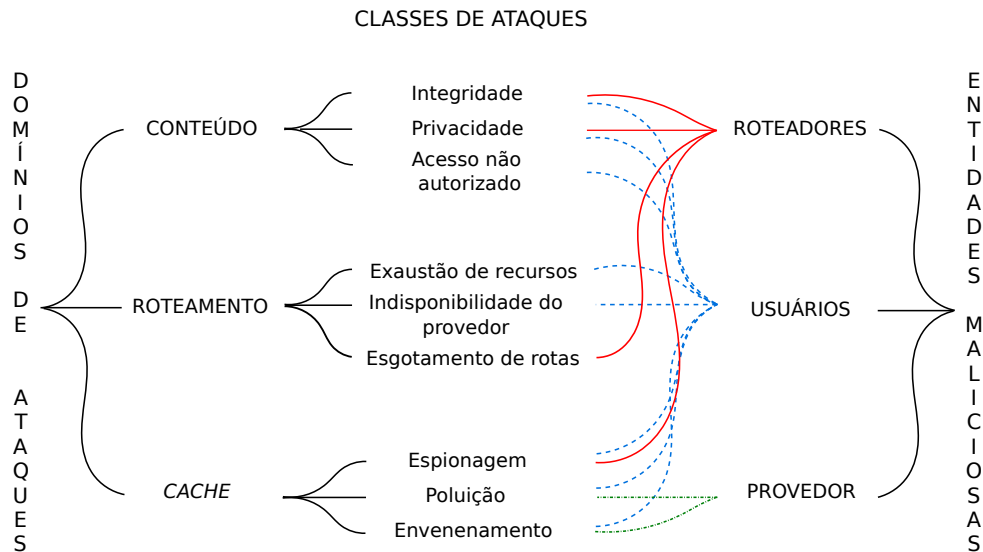 CLASSES DE ATAQUES
DOMÍNIOS DE ATAQUES
CONTEÚDO
Integridade
Privacidade
Acesso não
autorizado
ROTEAMENTO
Exaustão de recursos
Indisponibilidade do
provedor
Esgotamento de rotas
CACHE
Espionagem
Poluição
Envenenamento
ROTEADORES
USUÁRIOS
PROVEDOR
ENTIDADES MALICIOSAS